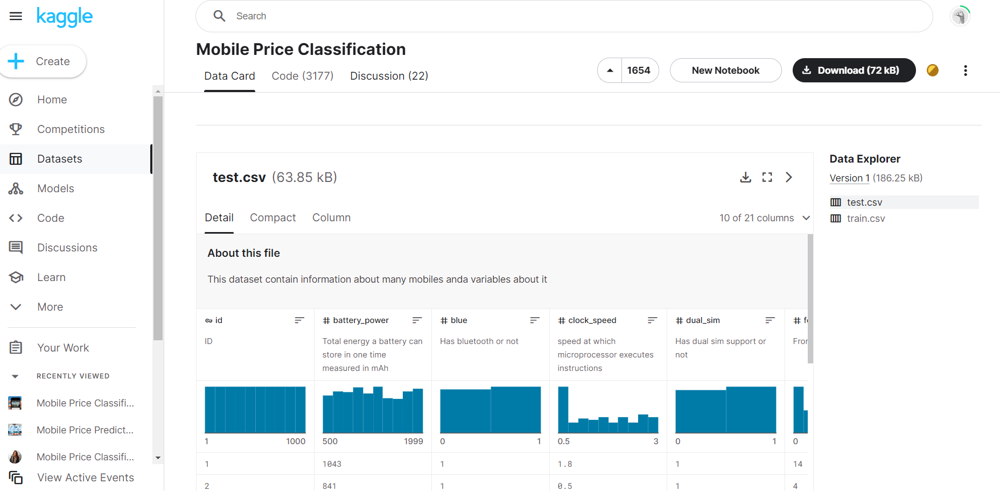 kaggle
Search
Create
Home
Competitions
Datasets
Models
Code
Discussions
Learn
More
Your Work
RECENTLY VIEWED
Mobile Price Classifi...
Mobile Price Predict...
Mobile Price Classifi...
View Active Events
Mobile Price Classification
Data Card
Code (3177)
Discussion (22)
1654
New Notebook
Download (72 kB)
test.csv (63.85 kB)
Detail
Compact
Column
10 of 21 columns
About this file
This dataset contain information about many mobiles anda variables about it
id
# battery_power
# blue
# clock_speed
# dual_sim
#
ID
Total energy a battery can
store in one time
measured in mAh
Has bluetooth or not
speed at which
microprocessor executes
instructions
Has dual sim support or
not
1 1000
500 1999
0 1
0.5 3
0 1
0
1 1043 1 1.8 1 14
2 841 1 0.5 1 4
Data Explorer
Version 1 (186.25 kB)
test.csv
train.csv